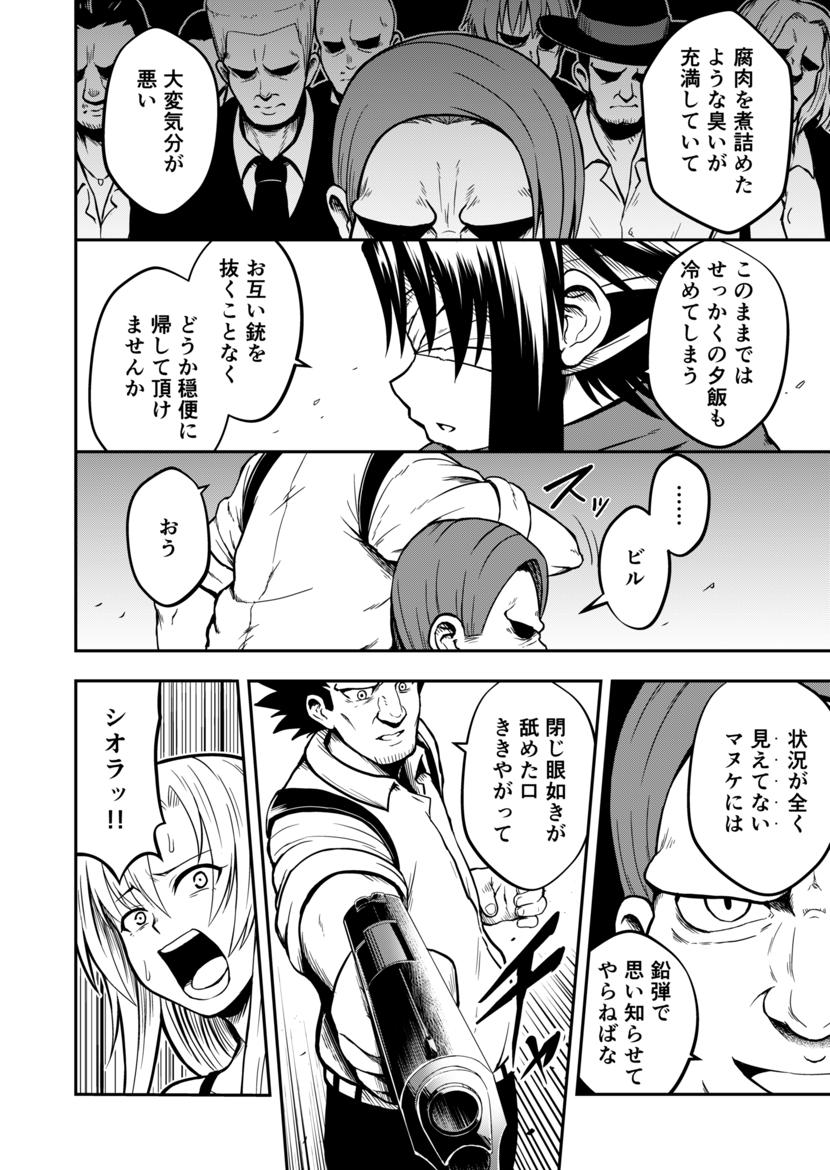 腐肉を煮詰めた
ような臭いが
充満していて
大変気分が
悪い
このままでは
せっかくの夕飯も
冷めてしまう
お互い銃を
抜くことなく
どうか穏便に
帰して頂け
ませんか
……
ビル
スッ
おう
状況が全く
見えてない
マヌケには
鉛弾で
思い知らせて
やらねばな
閉じ眼如きが
舐めた口
ききやがって
シオラッ!!